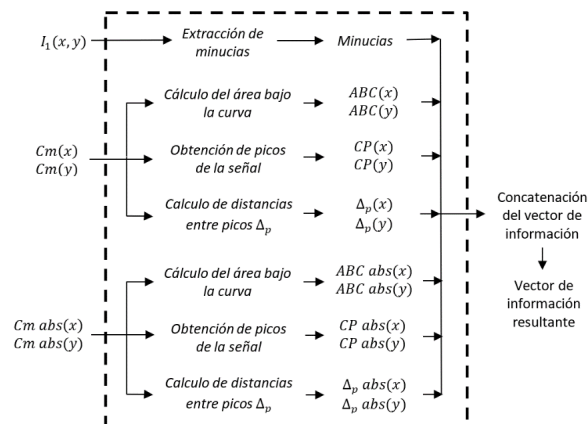 I₁(x, y)
Extracción de
minucias
Minucias
Cálculo del área bajo
la curva
ABC(x)
ABC(y)
Cm(x)
Cm(y)
Obtención de picos
de la señal
CP(x)
CP(y)
Calculo de distancias
entre picos Δₚ
Δₚ(x)
Δₚ(y)
Cálculo del área bajo
la curva
ABC abs(x)
ABC abs(y)
Cm abs(x)
Cm abs(y)
Obtención de picos
de la señal
CP abs(x)
CP abs(y)
Calculo de distancias
entre picos Δₚ
Δₚ abs(x)
Δₚ abs(y)
Concatenación
del vector de
información
Vector de
información
resultante